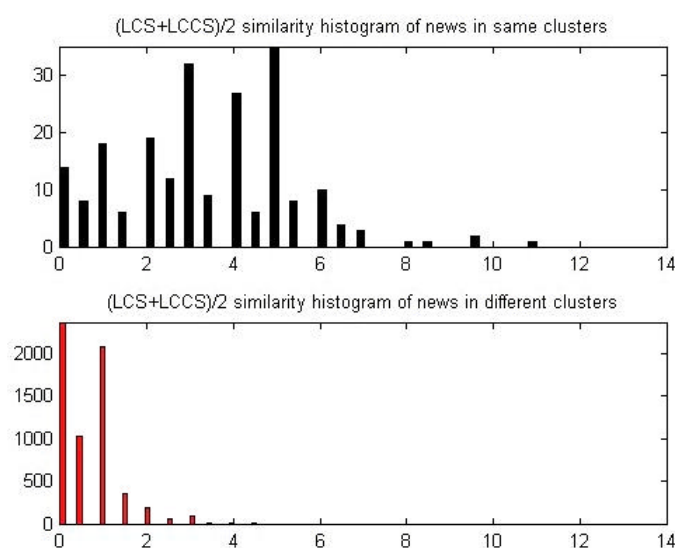 (LCS+LCCS)/2 similarity histogram of news in same clusters
30
20
10
0
0 2 4 6 8 10 12 14
(LCS+LCCS)/2 similarity histogram of news in different clusters
2000
1500
1000
500
0
0 2 4 6 8 10 12 14